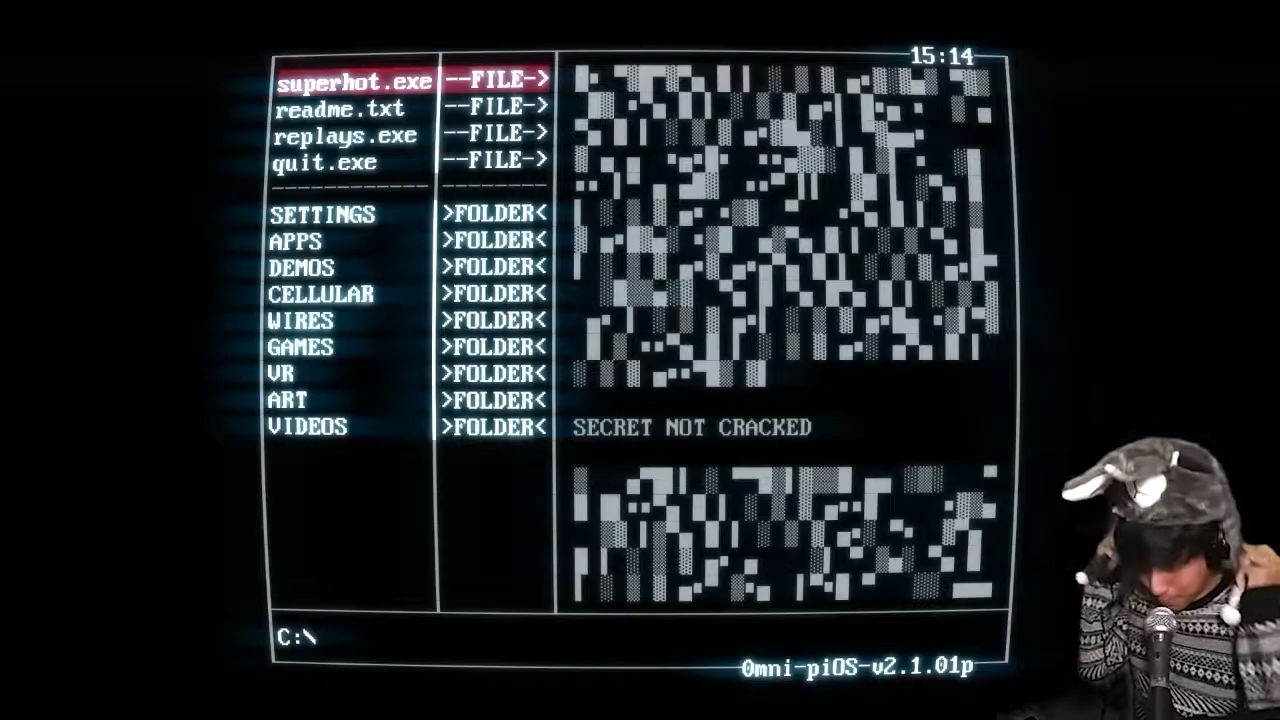 15:14
superhot.exe --FILE->
readme.txt --FILE->
replays.exe --FILE->
quit.exe --FILE->
SETTINGS >FOLDER<
APPS >FOLDER<
DEMOS >FOLDER<
CELLULAR >FOLDER<
WIRES >FOLDER<
GAMES >FOLDER<
VR >FOLDER<
ART >FOLDER<
VIDEOS >FOLDER< SECRET NOT CRACKED
C:\
Omni-piOS-v2.1.01p